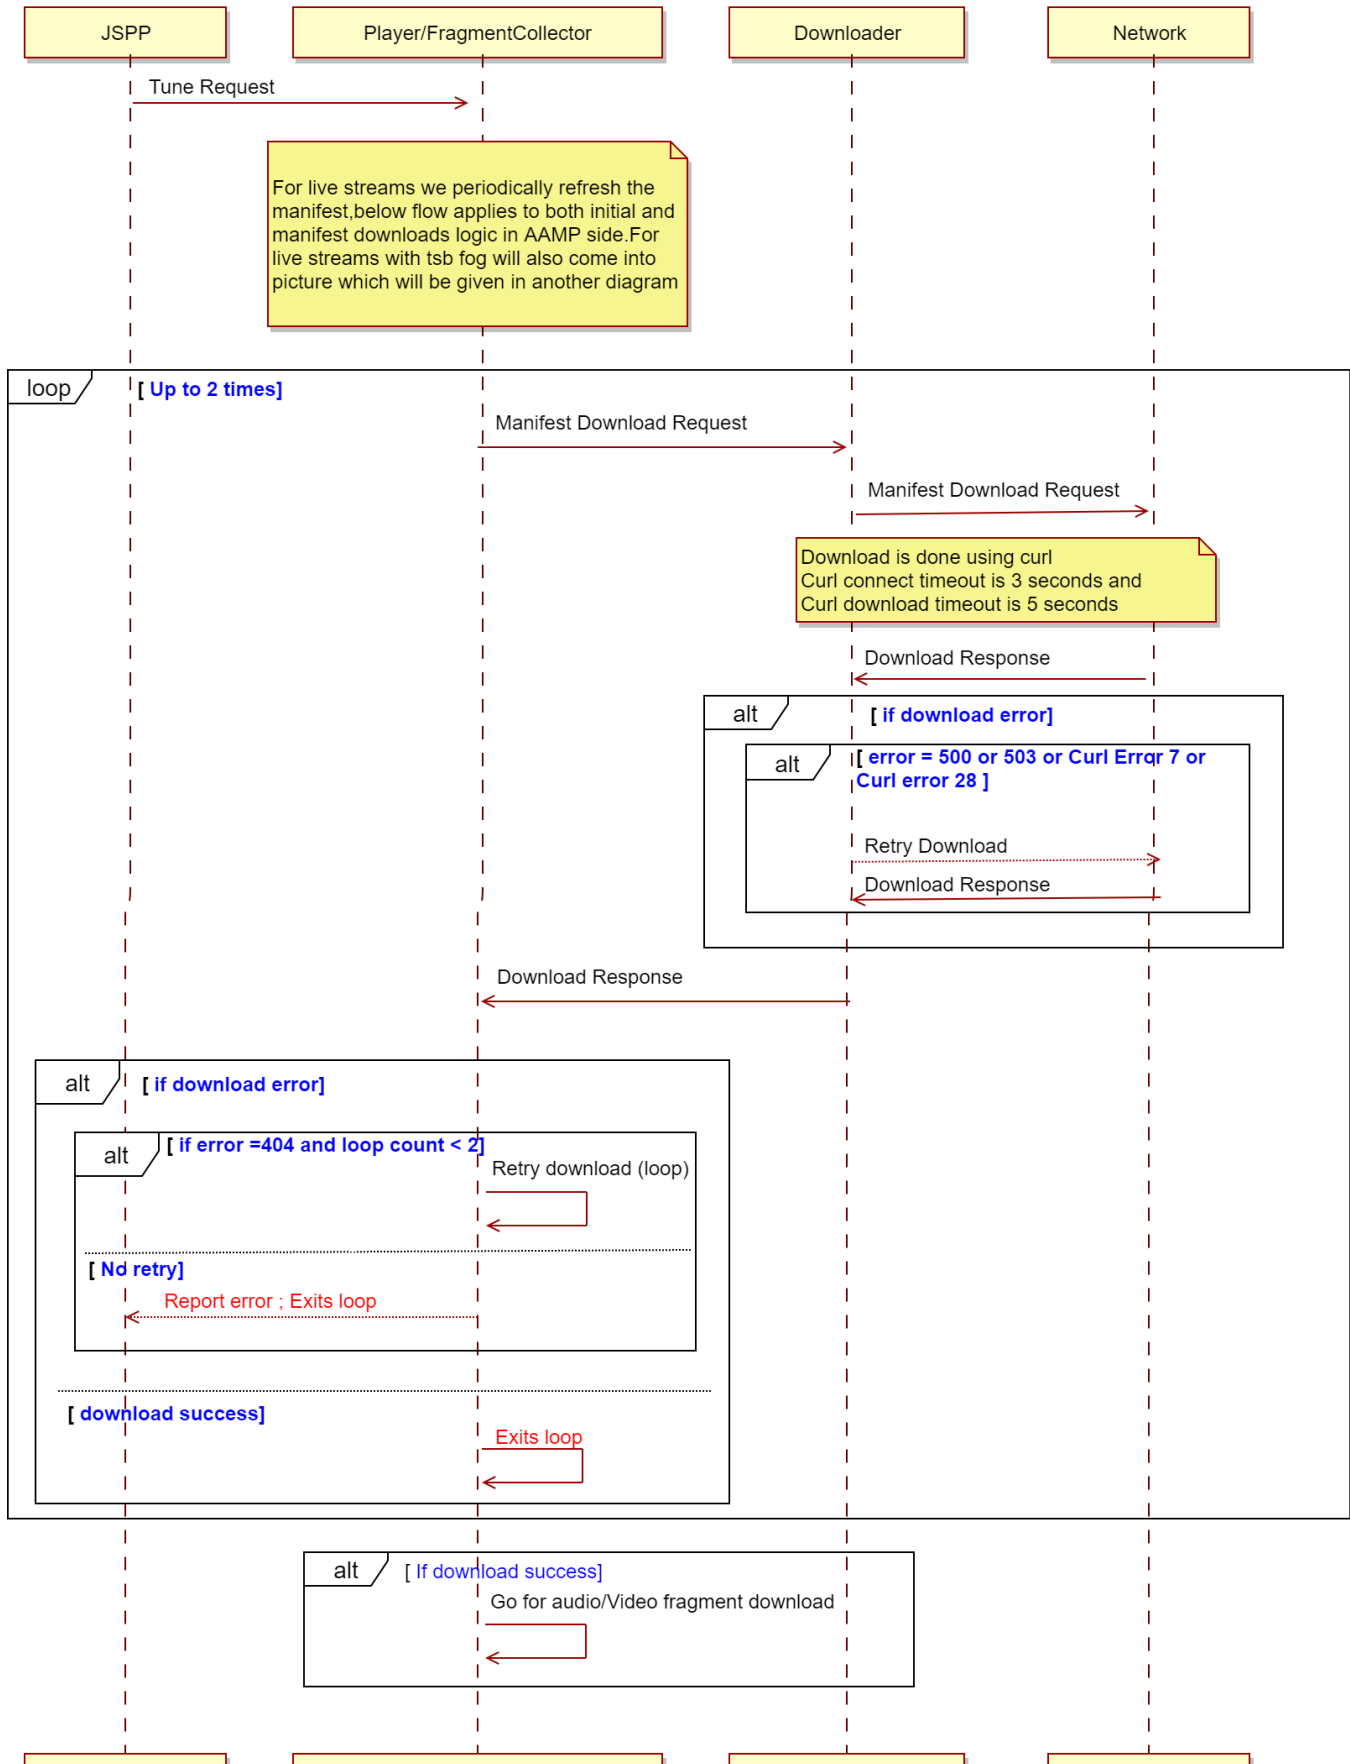 JSPP
Player/FragmentCollector
Downloader
Network
Tune Request
For live streams we periodically refresh the
manifest,below flow applies to both initial and
manifest downloads logic in AAMP side.For
live streams with tsb fog will also come into
picture which will be given in another diagram
loop
[ Up to 2 times]
Manifest Download Request
Manifest Download Request
Download is done using curl
Curl connect timeout is 3 seconds and
Curl download timeout is 5 seconds
Download Response
alt
[ if download error]
alt
[ error = 500 or 503 or Curl Error 7 or
Curl error 28 ]
Retry Download
Download Response
Download Response
alt
[ if download error]
alt
[ if error =404 and loop count < 2]
Retry download (loop)
[ No retry]
Report error ; Exits loop
[ download success]
Exits loop
alt
[ If download success]
Go for audio/Video fragment download